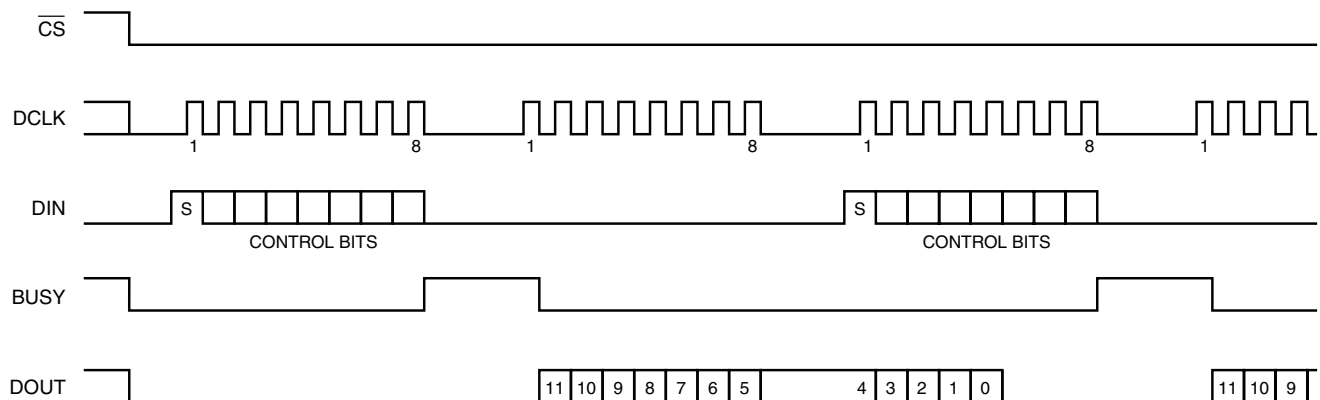 CS
DCLK
1 8 1 8 1 8 1
DIN
S S
CONTROL BITS CONTROL BITS
BUSY
DOUT
11 10 9 8 7 6 5 4 3 2 1 0 11 10 9